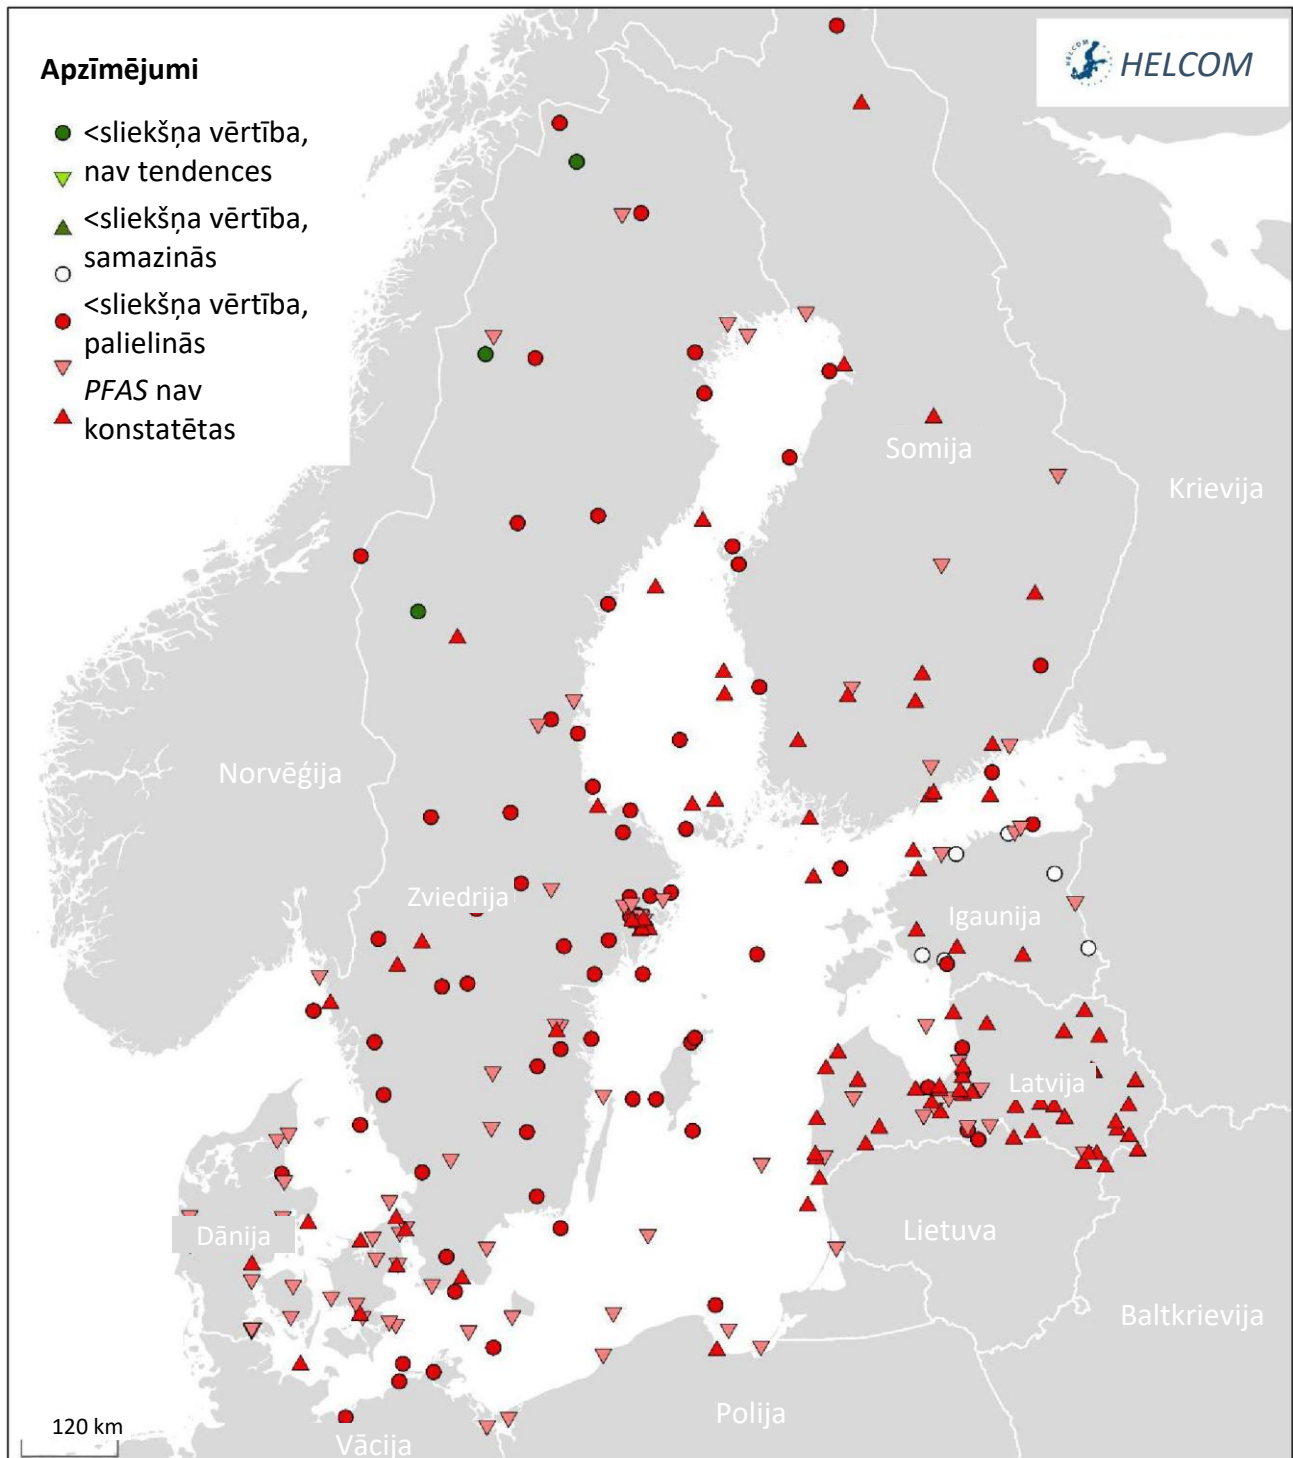 Apzīmējumi
<sliekšņa vērtība,
nav tendences
<sliekšņa vērtība,
samazinās
<sliekšņa vērtība,
palielinās
PFAS nav
konstatētas
HELCOM
HELCOM
Somija
Krievija
Norvēģija
Zviedrija
Igaunija
Latvija
Dānija
Lietuva
Baltkrievija
Polija
120 km
Vācija